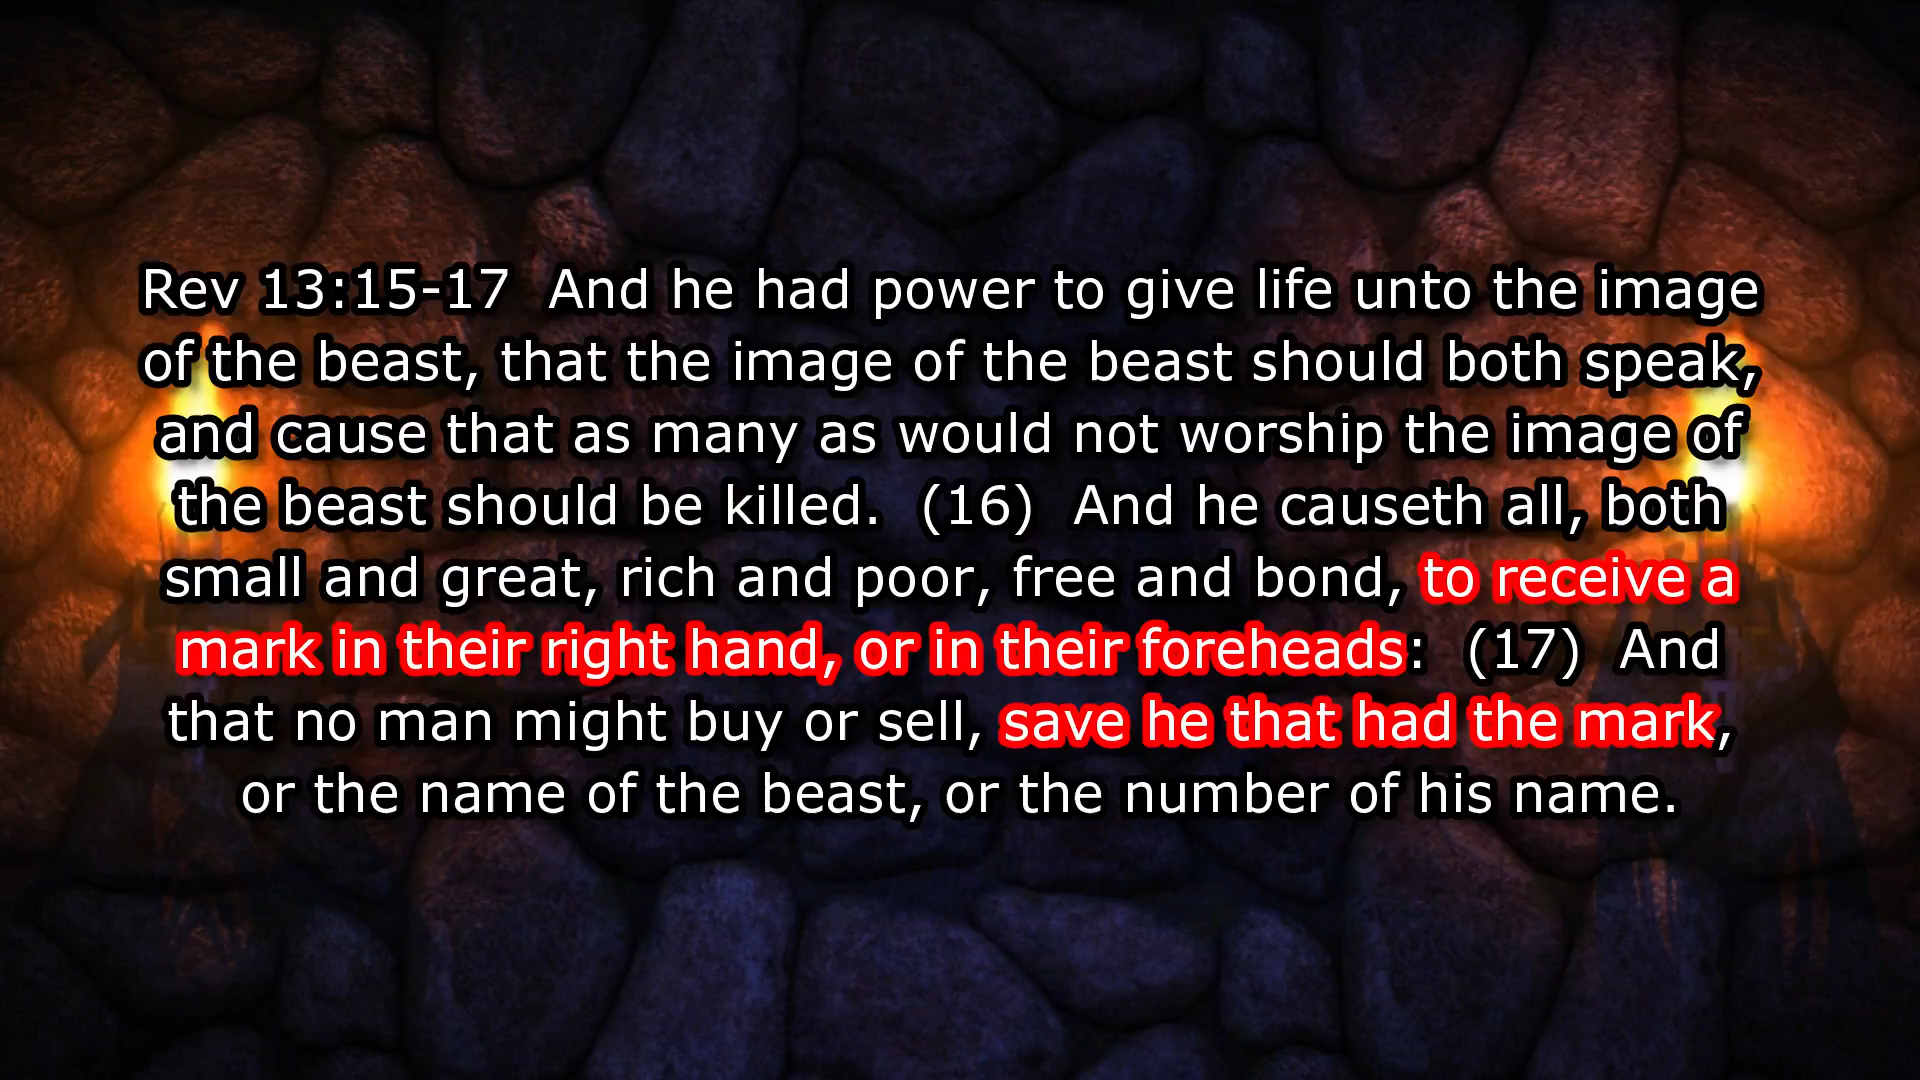 Rev 13:15-17  And he had power to give life unto the image
of the beast, that the image of the beast should both speak,
and cause that as many as would not worship the image of
the beast should be killed.  (16)  And he causeth all, both
small and great, rich and poor, free and bond, to receive a
mark in their right hand, or in their foreheads:  (17)  And
that no man might buy or sell, save he that had the mark,
or the name of the beast, or the number of his name.